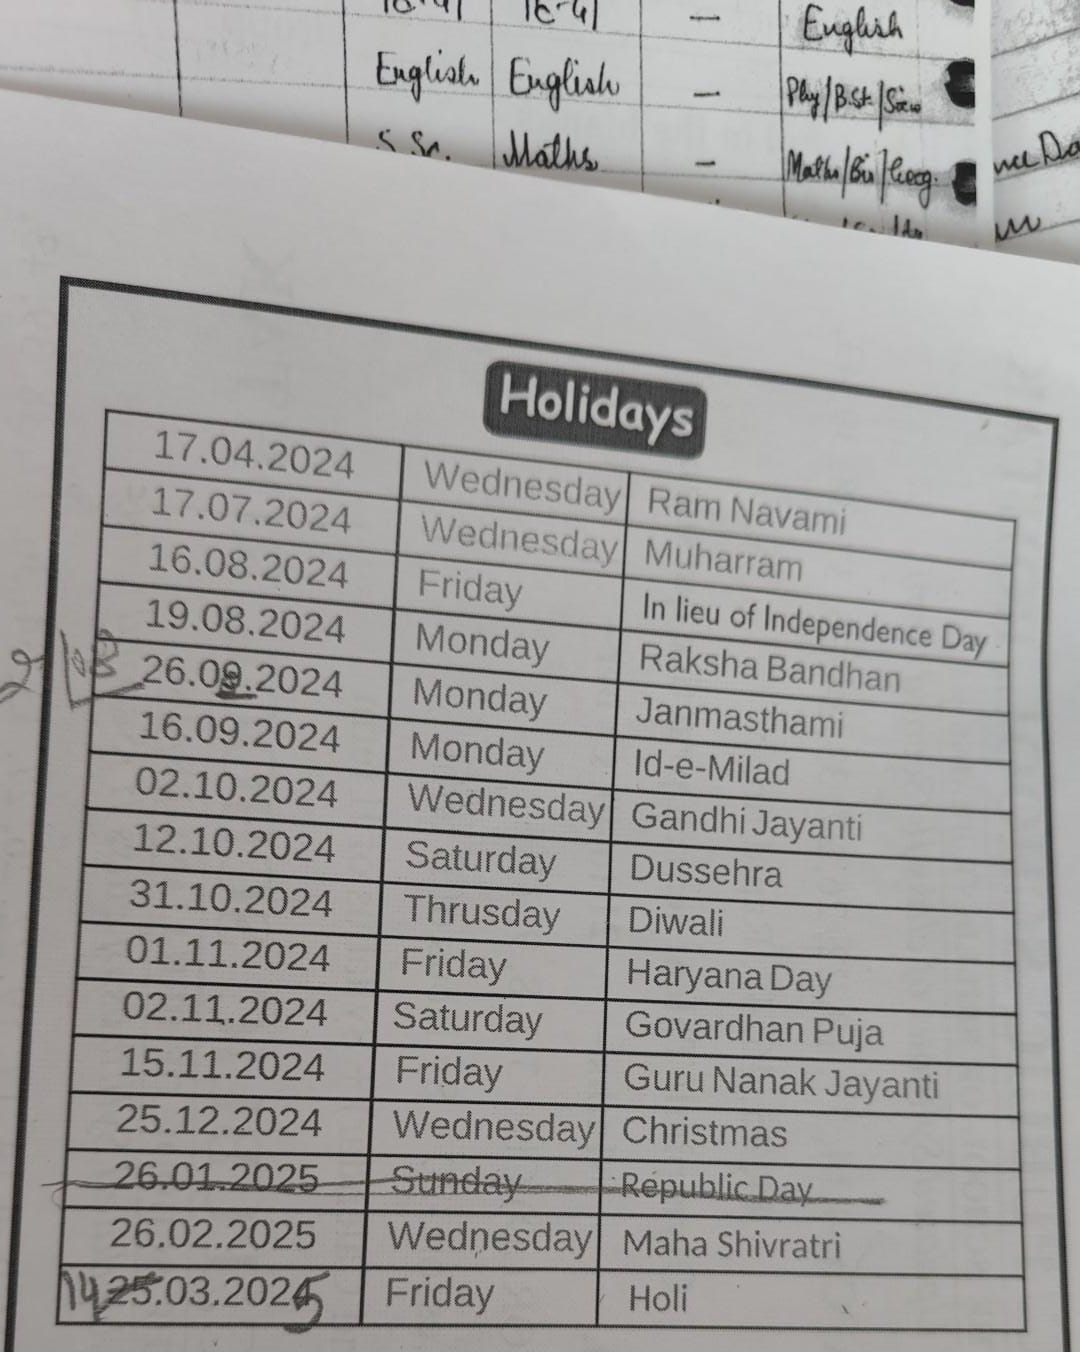 English
English English — Phy/B.St/Socio
S.Sc. Maths — Maths/Bio/Geog.
Holidays
17.04.2024 Wednesday Ram Navami
17.07.2024 Wednesday Muharram
16.08.2024 Friday In lieu of Independence Day
19.08.2024 Monday Raksha Bandhan
26.08.2024 Monday Janmasthami
16.09.2024 Monday Id-e-Milad
02.10.2024 Wednesday Gandhi Jayanti
12.10.2024 Saturday Dussehra
31.10.2024 Thrusday Diwali
01.11.2024 Friday Haryana Day
02.11.2024 Saturday Govardhan Puja
15.11.2024 Friday Guru Nanak Jayanti
25.12.2024 Wednesday Christmas
26.01.2025 Sunday Republic Day
26.02.2025 Wednesday Maha Shivratri
14 25.03.2025 Friday Holi